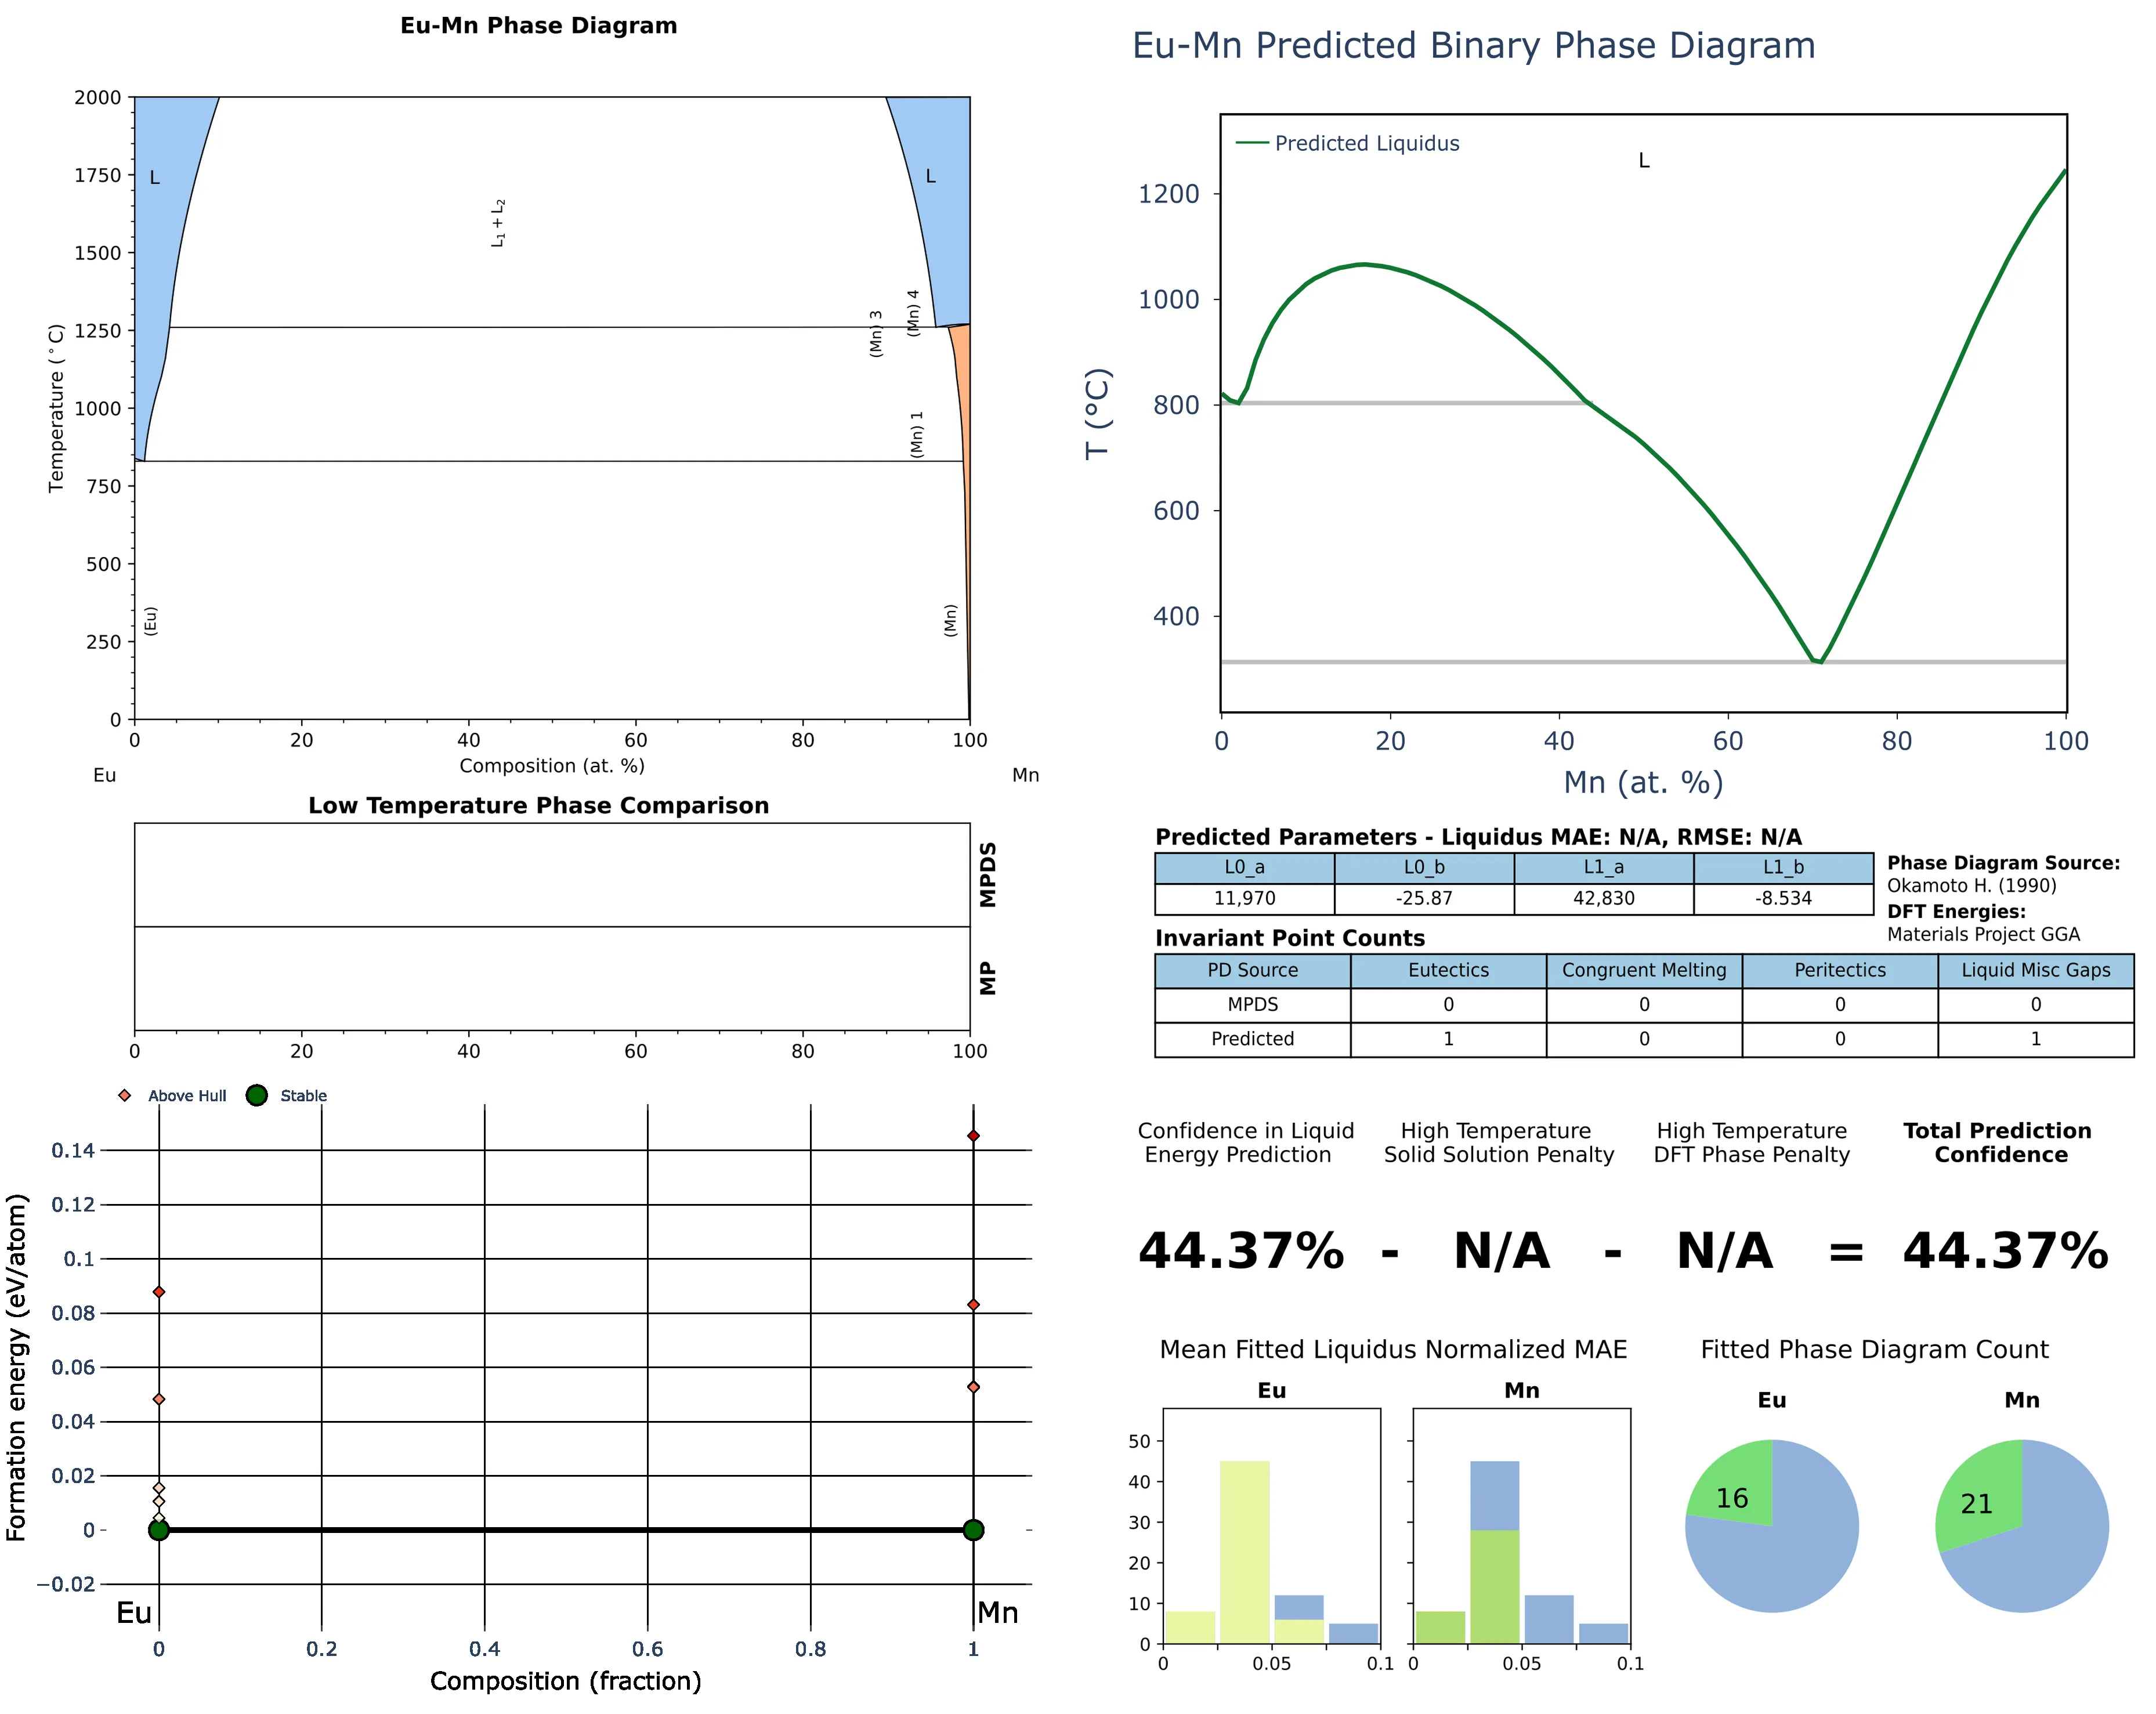 Eu-Mn Phase Diagram
2000
1750
1500
1250
1000
750
500
250
0
Temperature (°C)
L
L
L1 + L2
(Mn) 3
(Mn) 4
(Mn) 1
(Eu)
(Mn)
0 20 40 60 80 100
Composition (at. %)
Eu Mn
Low Temperature Phase Comparison
MPDS
MP
0 20 40 60 80 100
Above Hull Stable
0.14
0.12
0.1
0.08
0.06
0.04
0.02
0
−0.02
Formation energy (eV/atom)
Eu Mn
0 0.2 0.4 0.6 0.8 1
Composition (fraction)
Eu-Mn Predicted Binary Phase Diagram
Predicted Liquidus
L
1200
1000
800
600
400
T (°C)
0 20 40 60 80 100
Mn (at. %)
Predicted Parameters - Liquidus MAE: N/A, RMSE: N/A
L0_a L0_b L1_a L1_b
11,970 -25.87 42,830 -8.534
Phase Diagram Source:
Okamoto H. (1990)
DFT Energies:
Materials Project GGA
Invariant Point Counts
PD Source Eutectics Congruent Melting Peritectics Liquid Misc Gaps
MPDS 0 0 0 0
Predicted 1 0 0 1
Confidence in Liquid
Energy Prediction
High Temperature
Solid Solution Penalty
High Temperature
DFT Phase Penalty
Total Prediction
Confidence
44.37% - N/A - N/A = 44.37%
Mean Fitted Liquidus Normalized MAE
Eu Mn
50
40
30
20
10
0
0 0.05 0.1 0 0.05 0.1
Fitted Phase Diagram Count
Eu Mn
16 21